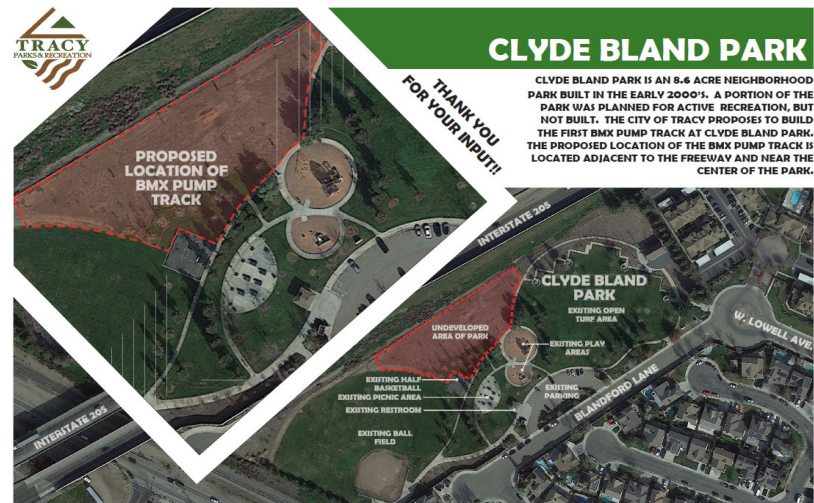 TRACY
PARKS & RECREATION
CLYDE BLAND PARK
CLYDE BLAND PARK IS AN 8.6 ACRE NEIGHBORHOOD
PARK BUILT IN THE EARLY 2000'S. A PORTION OF THE
PARK WAS PLANNED FOR ACTIVE RECREATION, BUT
NOT BUILT. THE CITY OF TRACY PROPOSES TO BUILD
THE FIRST BMX PUMP TRACK AT CLYDE BLAND PARK.
THE PROPOSED LOCATION OF THE BMX PUMP TRACK IS
LOCATED ADJACENT TO THE FREEWAY AND NEAR THE
CENTER OF THE PARK.
THANK YOU
FOR YOUR INPUT!!
PROPOSED
LOCATION OF
BMX PUMP
TRACK
INTERSTATE 205
CLYDE BLAND
PARK
EXISTING OPEN
TURF AREA
W. LOWELL AVE.
UNDEVELOPED
AREA OF PARK
EXISTING PLAY
AREAS
EXISTING HALF
BASKETBALL
EXISTING PICNIC AREA
EXISTING RESTROOM
EXISTING
PARKING
BLANDFORD LANE
EXISTING BALL
FIELD
INTERSTATE 205